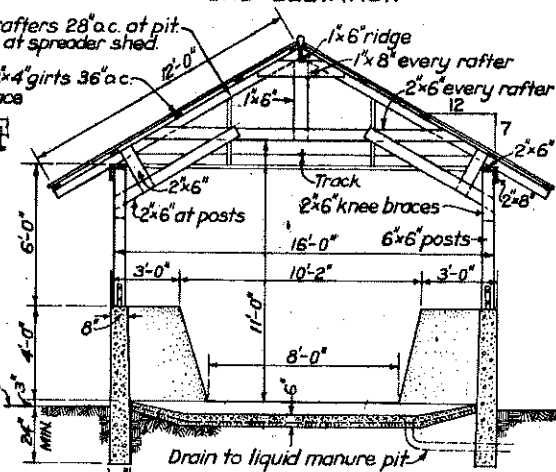 rafters 28" o.c. at pit.
at spreader shed.
2"x4" girts 36" o.c.
12'-0"
1"x6" ridge
1"x8" every rafter
2"x6" every rafter
12
7
1"x6"
2"x6"
2"x6"
2"x8"
Track
2"x6" at posts
2"x6" knee braces
16'-0"
6"x6" posts
6'-0"
3'-0"
10'-2"
3'-0"
11'-0"
8"
4'-0"
8'-0"
3"
6"
24"
MIN.
Drain to liquid manure pit